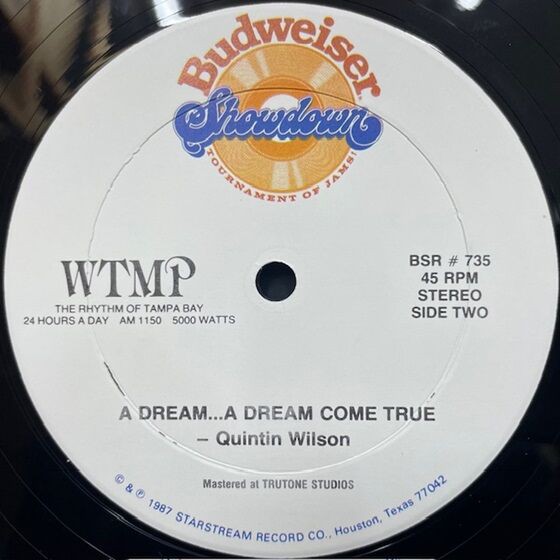 Budweiser
Showdown
TOURNAMENT OF JAMS!
WTMP
THE RHYTHM OF TAMPA BAY
24 HOURS A DAY AM 1150 5000 WATTS
BSR # 735
45 RPM
STEREO
SIDE TWO
A DREAM...A DREAM COME TRUE
– Quintin Wilson
Mastered at TRUTONE STUDIOS
© & ℗ 1987 STARSTREAM RECORD CO., Houston, Texas 77042